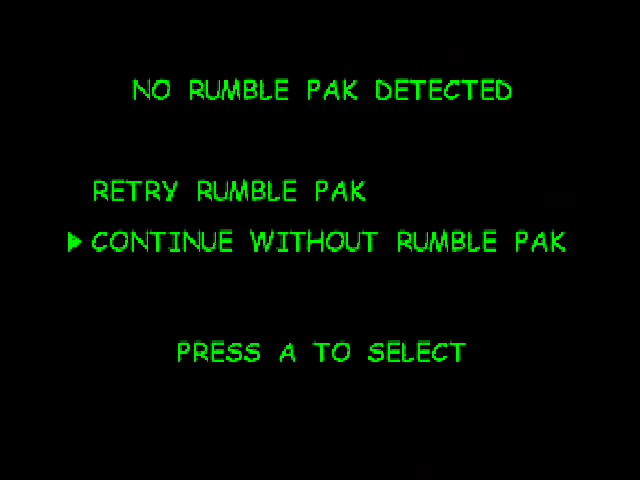 NO RUMBLE PAK DETECTED
RETRY RUMBLE PAK
CONTINUE WITHOUT RUMBLE PAK
PRESS A TO SELECT